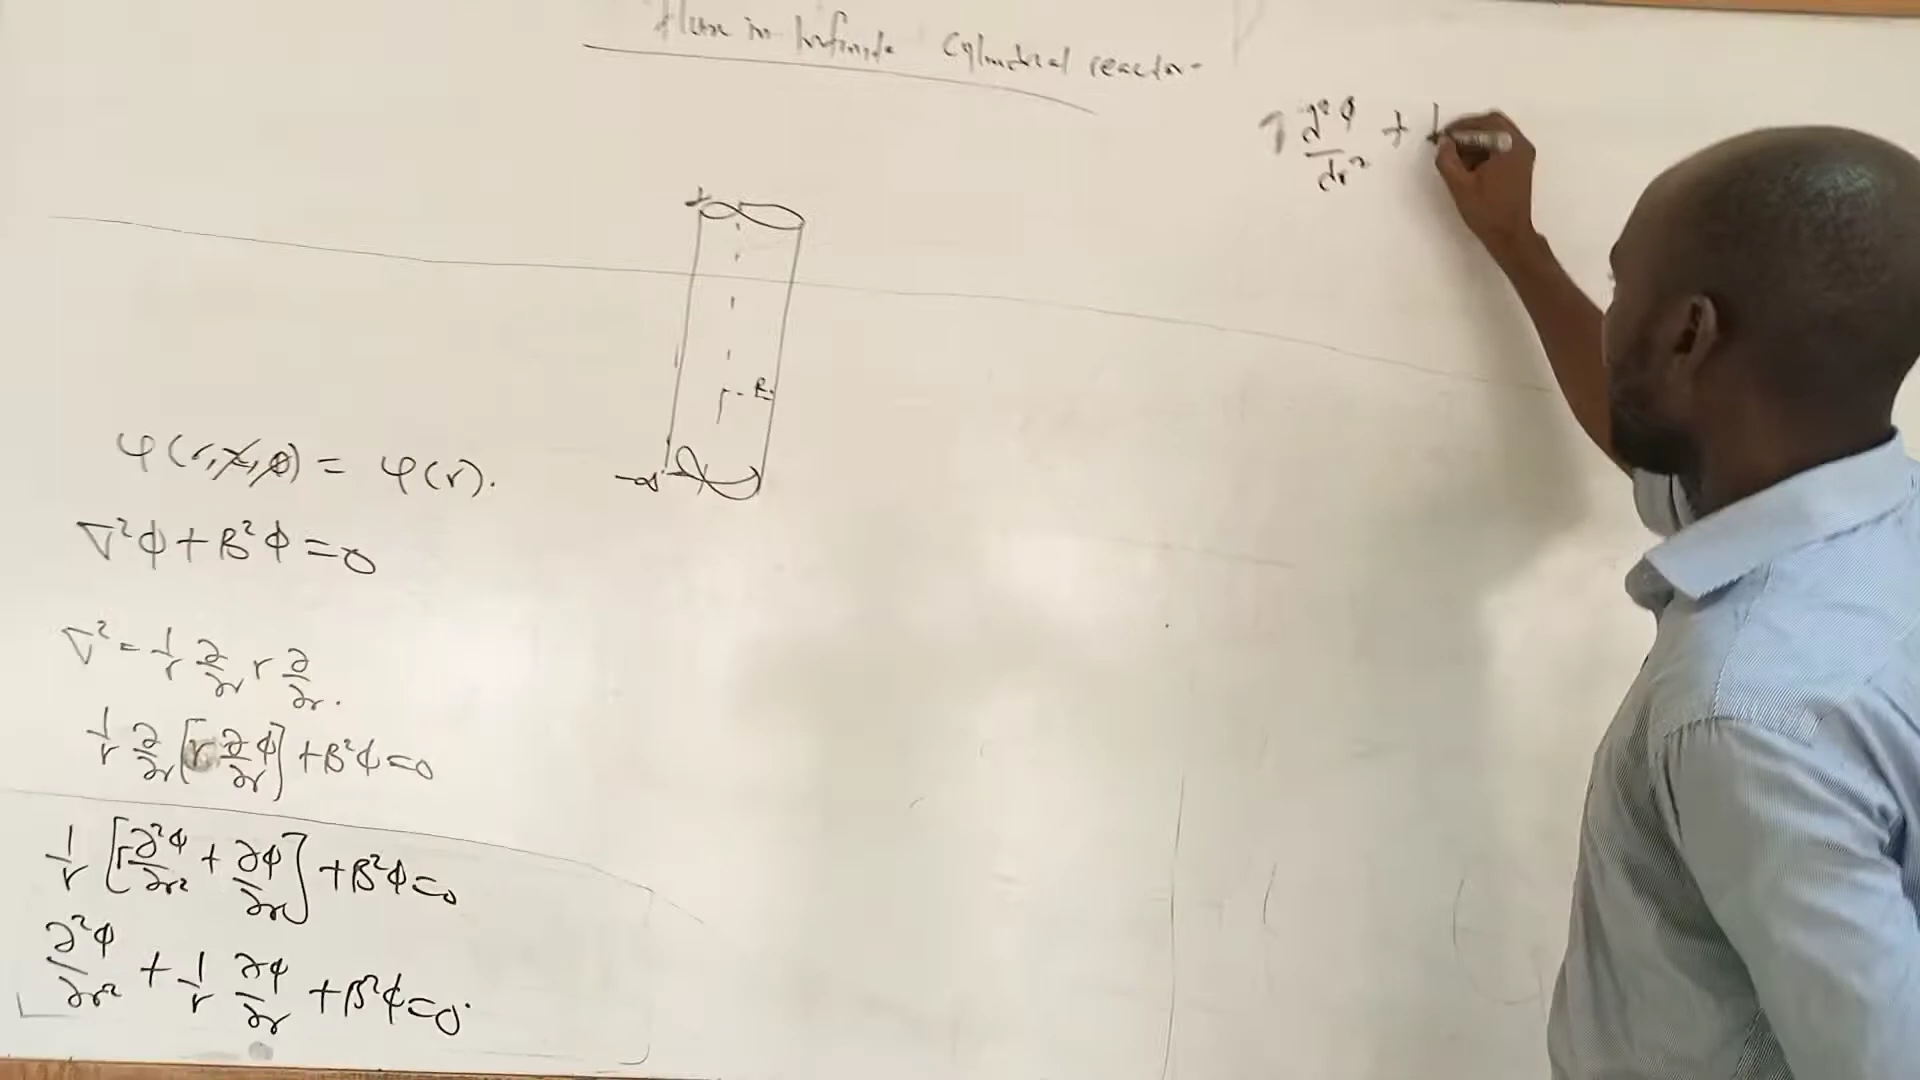 flux in Infinite Cylindrical reactor
d²φ/dr² +
R
-∞
φ(r,z,ø) = φ(r).
∇²φ + B²φ = 0
∇² = 1/r ∂/∂r r ∂/∂r.
1/r ∂/∂r [r ∂φ/∂r] + B²φ = 0
1/r [r∂²φ/∂r² + ∂φ/∂r] + B²φ = 0
∂²φ/∂r² + 1/r ∂φ/∂r + B²φ = 0.